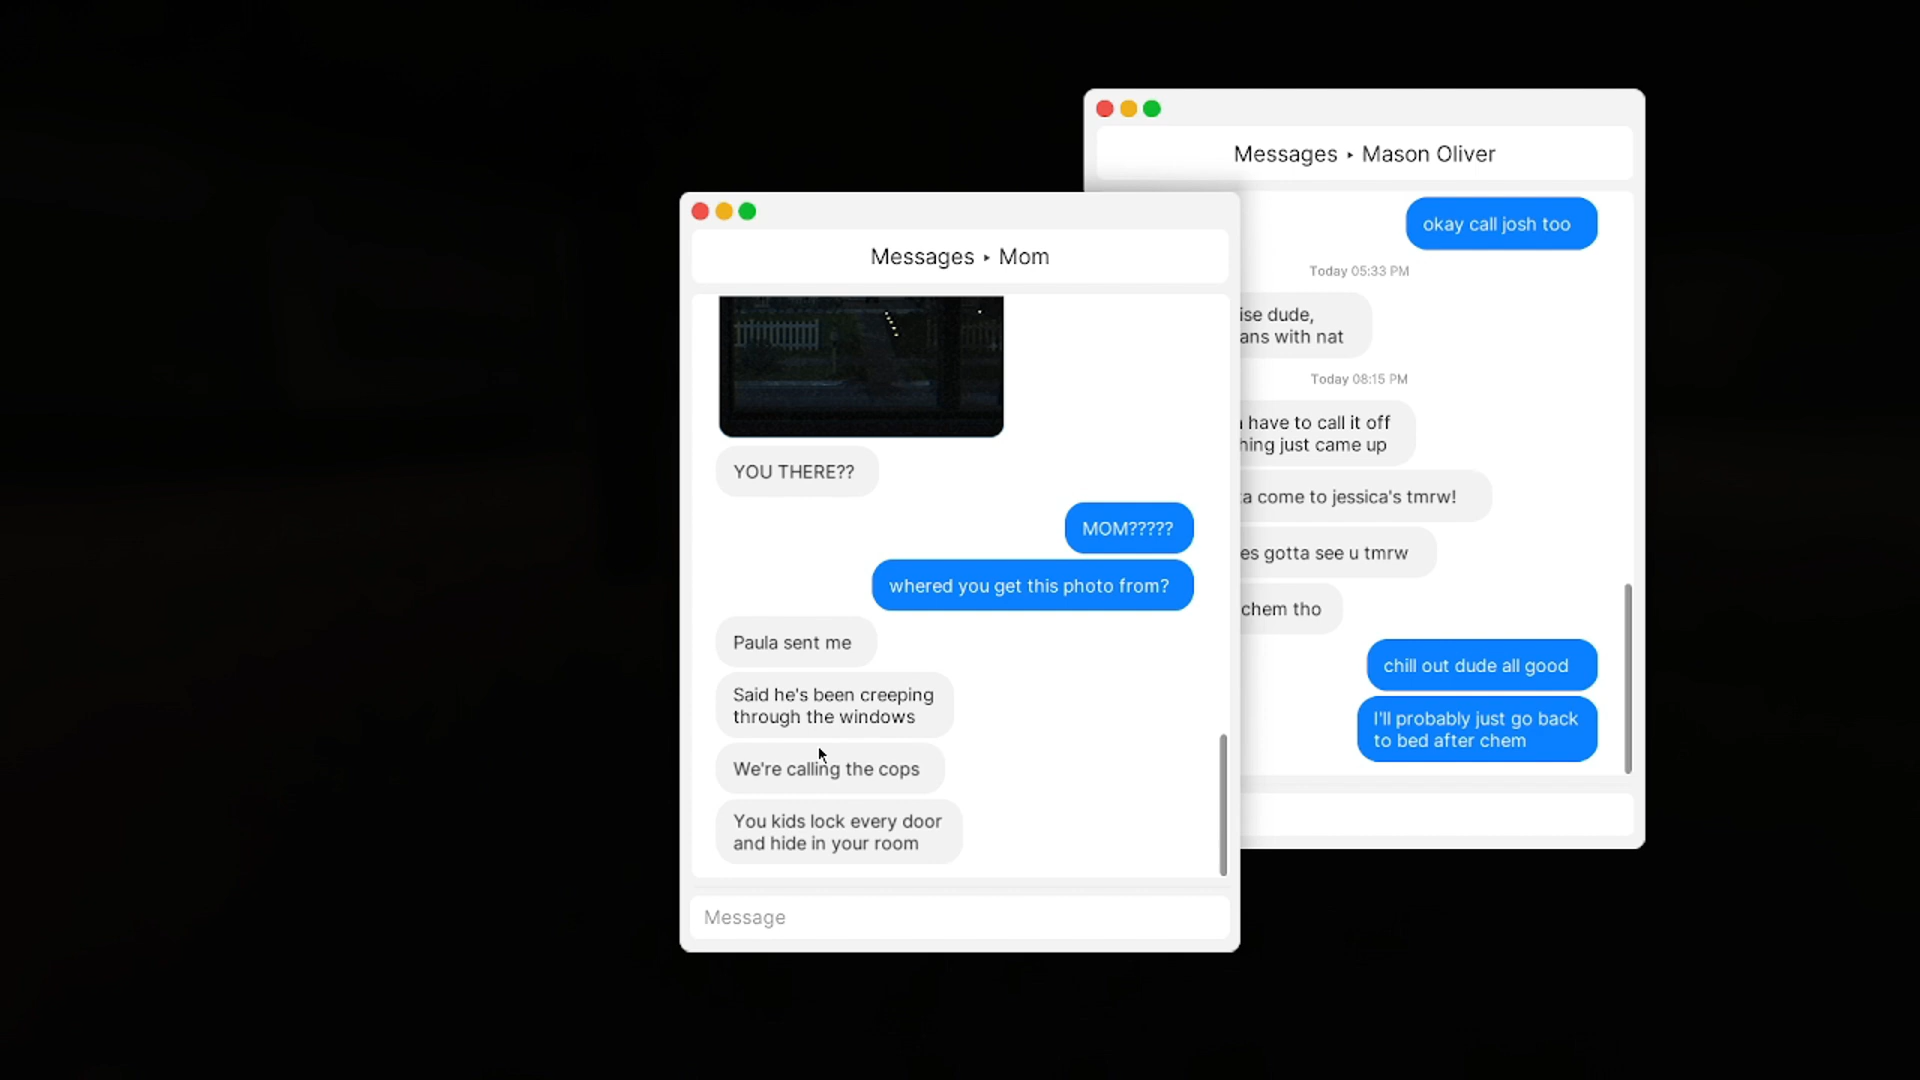 Messages ▸ Mason Oliver
okay call josh too
Today 05:33 PM
dude,
with nat
Today 08:15 PM
have to call it off
just came up
come to jessica's tmrw!
gotta see u tmrw
chem tho
chill out dude all good
I'll probably just go back
to bed after chem
Messages ▸ Mom
YOU THERE??
MOM?????
whered you get this photo from?
Paula sent me
Said he's been creeping
through the windows
We're calling the cops
You kids lock every door
and hide in your room
Message